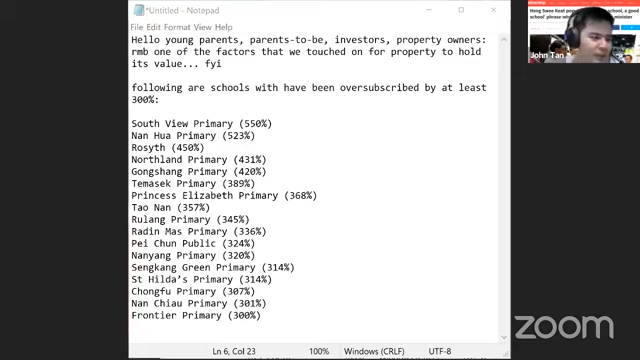 *Untitled - Notepad
File Edit Format View Help
Hello young parents, parents-to-be, investors, property owners:
rmb one of the factors that we touched on for property to hold
its value... fyi
following are schools with have been oversubscribed by at least
300%:
South View Primary (550%)
Nan Hua Primary (523%)
Rosyth (450%)
Northland Primary (431%)
Gongshang Primary (420%)
Temasek Primary (389%)
Princess Elizabeth Primary (368%)
Tao Nan (357%)
Rulang Primary (345%)
Radin Mas Primary (336%)
Pei Chun Public (324%)
Nanyang Primary (320%)
Sengkang Green Primary (314%)
St Hilda's Primary (314%)
Chongfu Primary (307%)
Nan Chiau Primary (301%)
Frontier Primary (300%)
Ln 6, Col 23
100%
Windows (CRLF)
UTF-8
school, a good
school' phrase
minister
John Tan
zoom